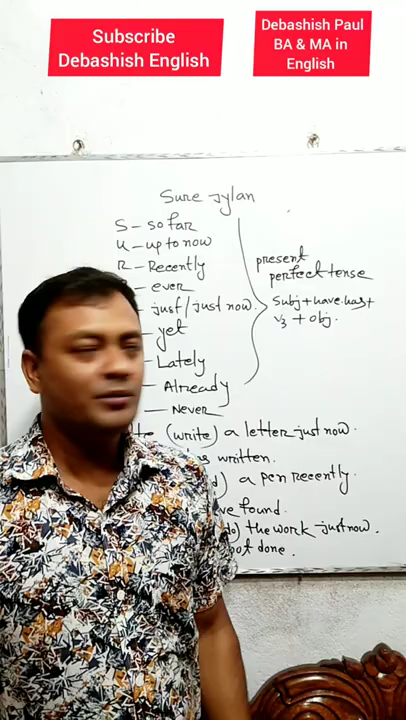 Subscribe
Debashish English
Debashish Paul
BA & MA in
English
Sure jylan
S – so far
U – up to now
R – Recently
– ever
just/just now.
– yet
– Lately
– Already
– Never
present
perfect tense
Subj + have.has +
V3 + obj.
(write) a letter just now.
written.
a pen recently.
found.
the work just now.
done.